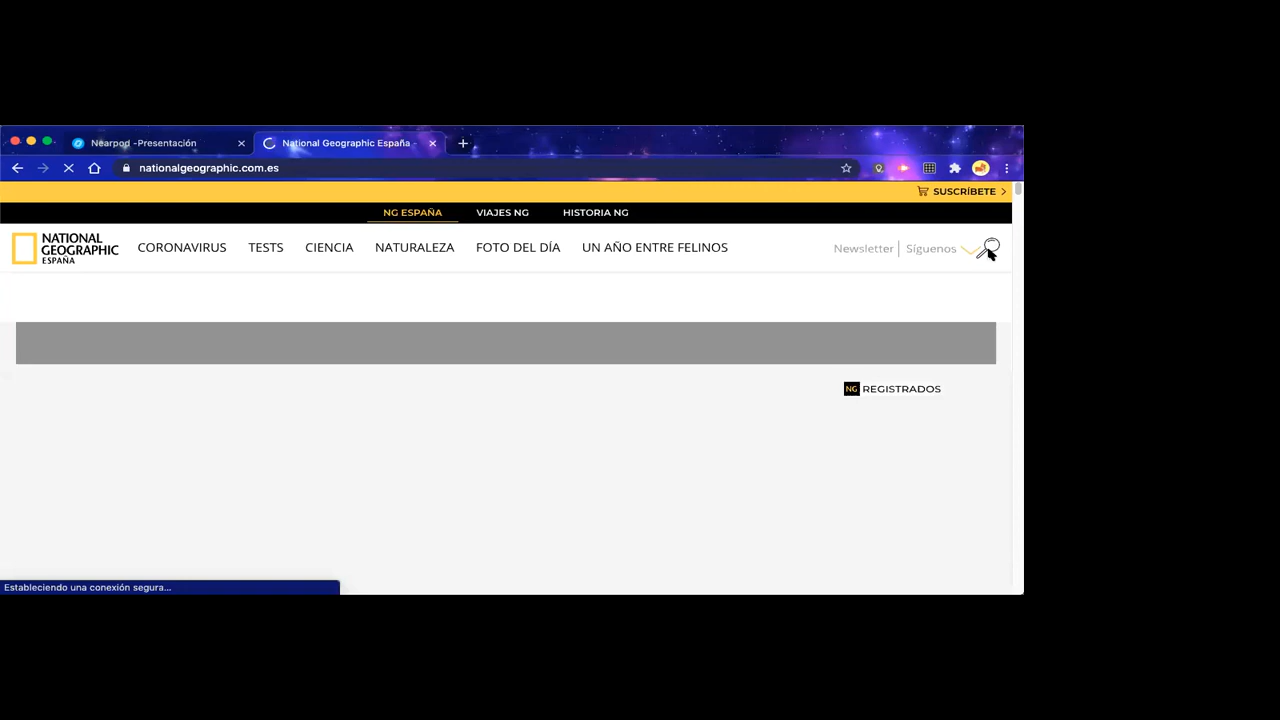 Nearpod -Presentación
National Geographic España -
nationalgeographic.com.es
SUSCRÍBETE
NG ESPAÑA VIAJES NG HISTORIA NG
NATIONAL GEOGRAPHIC ESPAÑA
CORONAVIRUS TESTS CIENCIA NATURALEZA FOTO DEL DÍA UN AÑO ENTRE FELINOS
Newsletter | Síguenos
NG REGISTRADOS
Estableciendo una conexión segura...